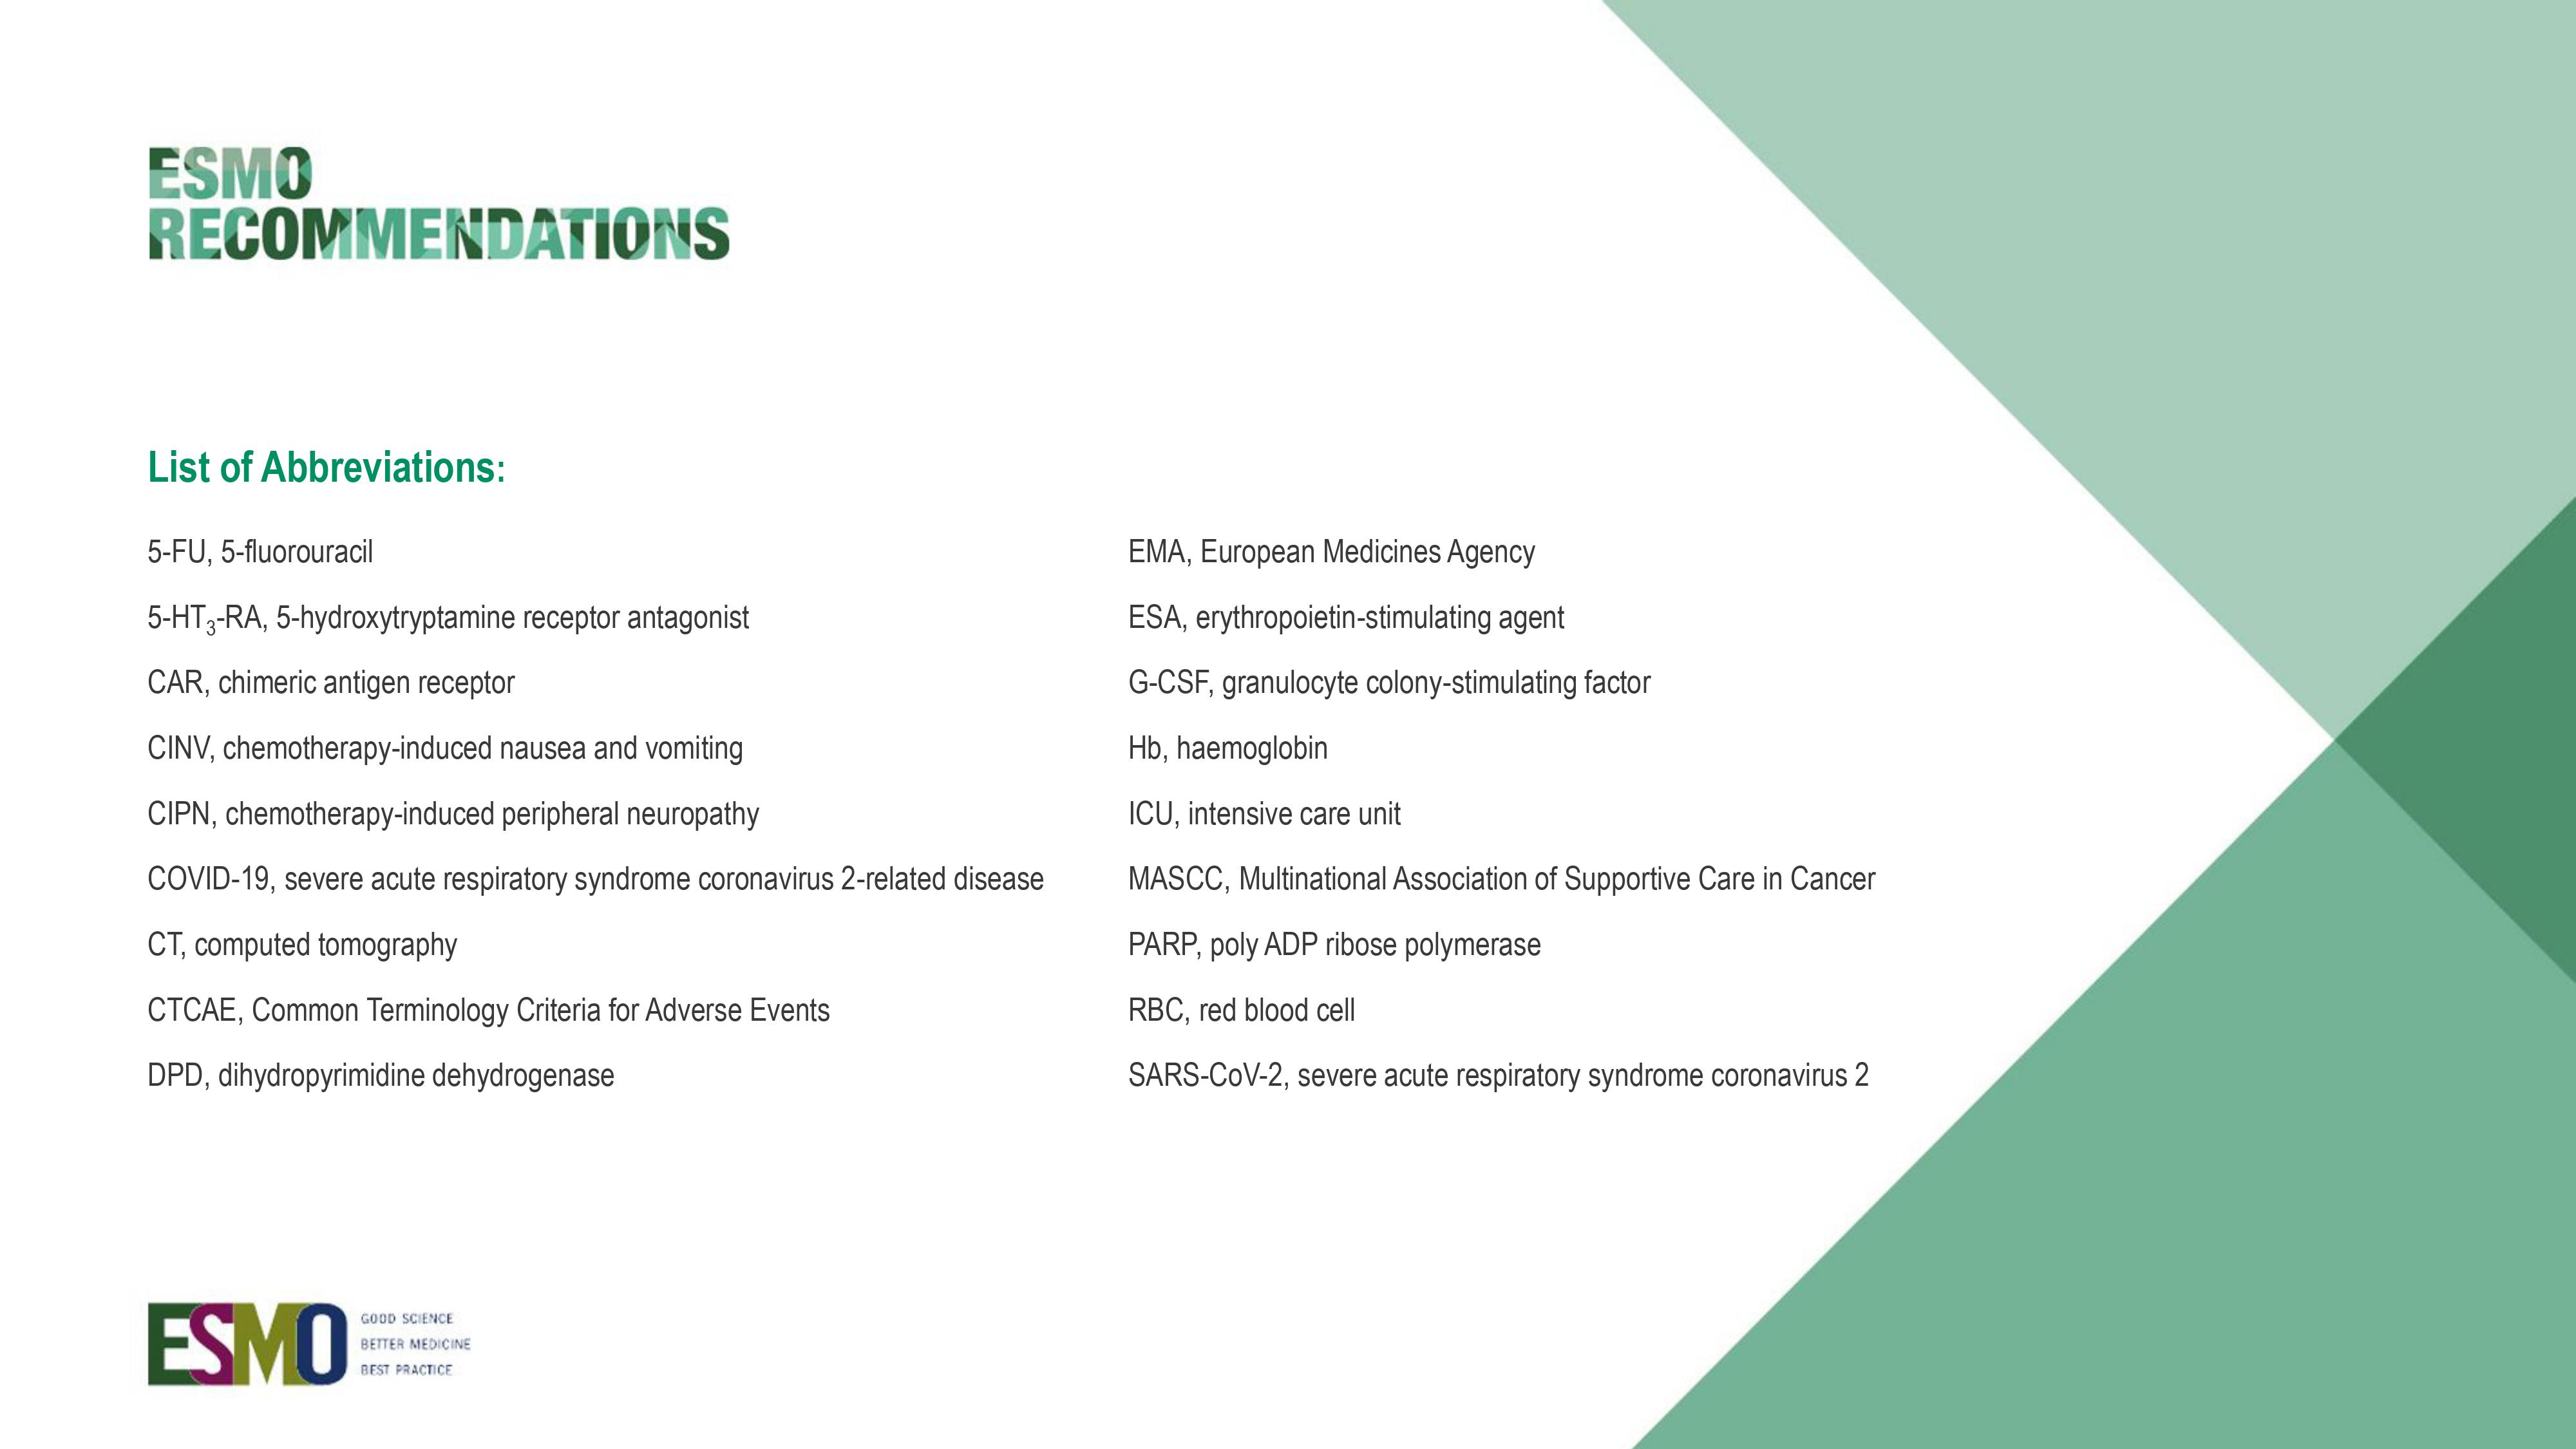 ESMO
RECOMMENDATIONS
List of Abbreviations:
5-FU, 5-fluorouracil
5-HT₃-RA, 5-hydroxytryptamine receptor antagonist
CAR, chimeric antigen receptor
CINV, chemotherapy-induced nausea and vomiting
CIPN, chemotherapy-induced peripheral neuropathy
COVID-19, severe acute respiratory syndrome coronavirus 2-related disease
CT, computed tomography
CTCAE, Common Terminology Criteria for Adverse Events
DPD, dihydropyrimidine dehydrogenase
EMA, European Medicines Agency
ESA, erythropoietin-stimulating agent
G-CSF, granulocyte colony-stimulating factor
Hb, haemoglobin
ICU, intensive care unit
MASCC, Multinational Association of Supportive Care in Cancer
PARP, poly ADP ribose polymerase
RBC, red blood cell
SARS-CoV-2, severe acute respiratory syndrome coronavirus 2
ESMO
GOOD SCIENCE
BETTER MEDICINE
BEST PRACTICE